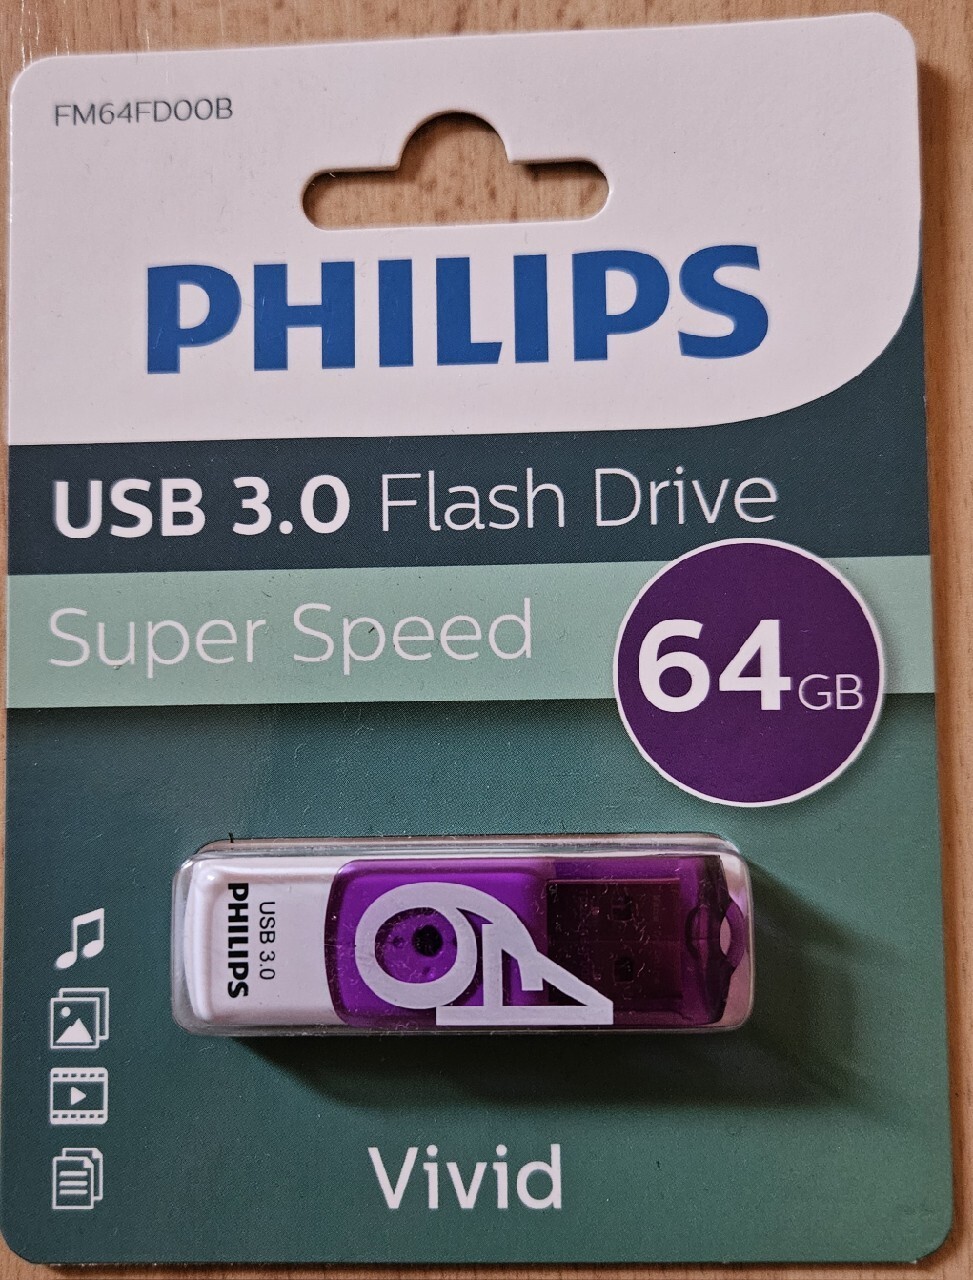 FM64FD00B
PHILIPS
USB 3.0 Flash Drive
Super Speed
64GB
USB 3.0
PHILIPS
64
Vivid